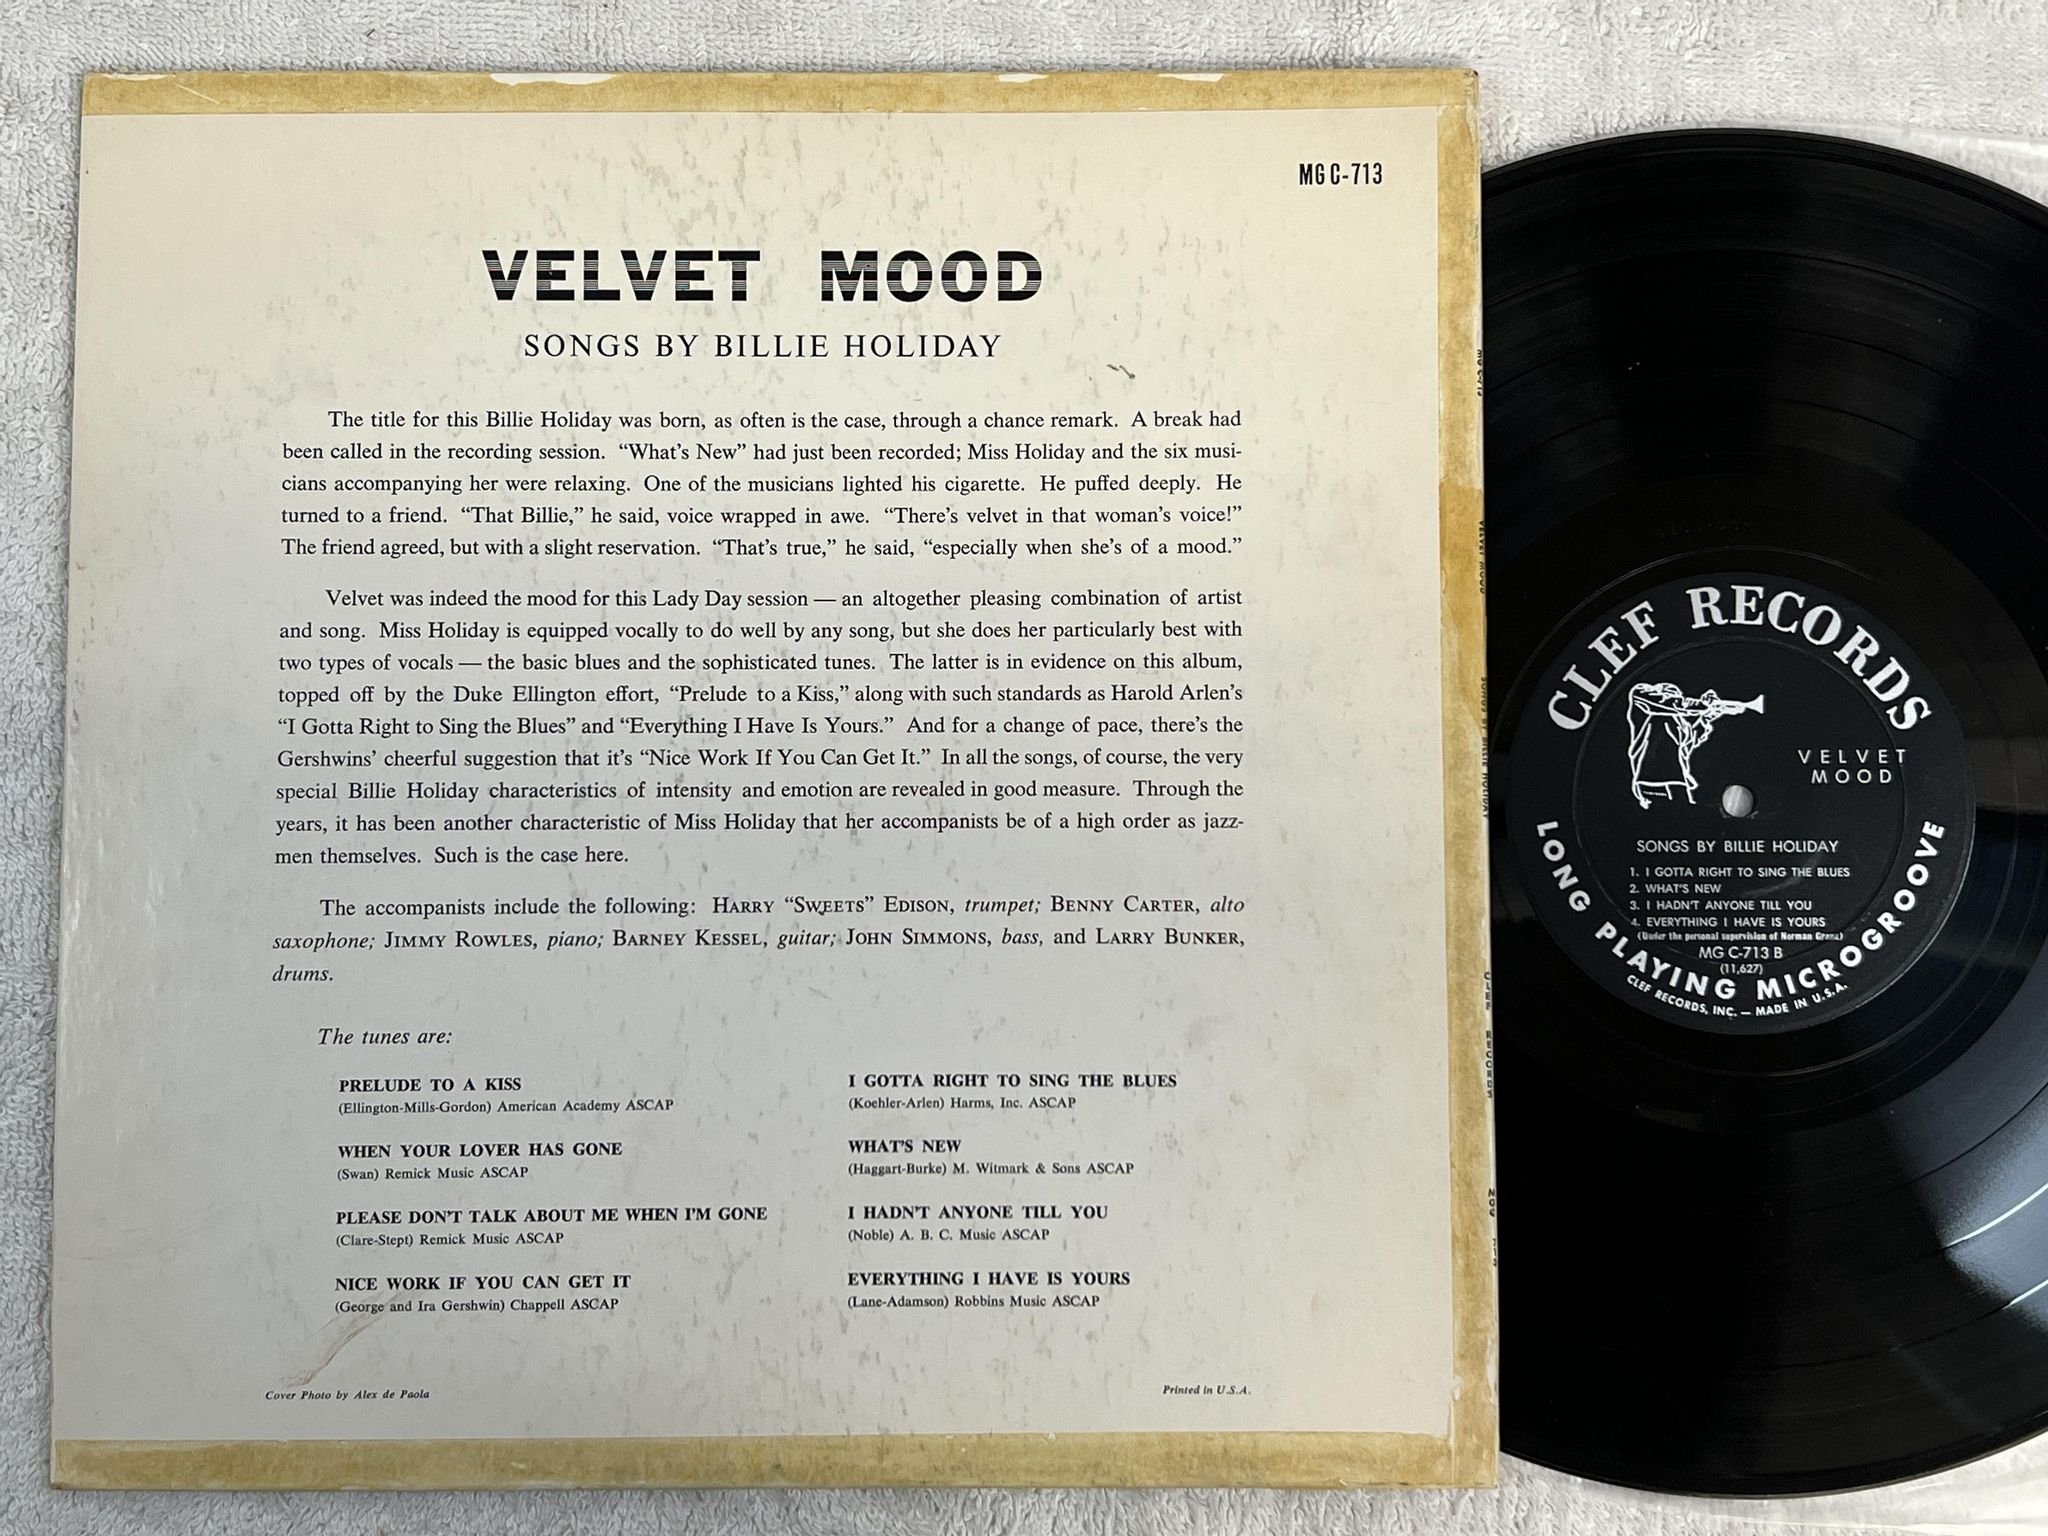 MG C-713
VELVET MOOD
SONGS BY BILLIE HOLIDAY
The title for this Billie Holiday was born, as often is the case, through a chance remark. A break had
been called in the recording session. “What's New” had just been recorded; Miss Holiday and the six musi-
cians accompanying her were relaxing. One of the musicians lighted his cigarette. He puffed deeply. He
turned to a friend. “That Billie,” he said, voice wrapped in awe. “There's velvet in that woman's voice!”
The friend agreed, but with a slight reservation. “That's true,” he said, “especially when she's of a mood.”
Velvet was indeed the mood for this Lady Day session — an altogether pleasing combination of artist
and song. Miss Holiday is equipped vocally to do well by any song, but she does her particularly best with
two types of vocals — the basic blues and the sophisticated tunes. The latter is in evidence on this album,
topped off by the Duke Ellington effort, “Prelude to a Kiss,” along with such standards as Harold Arlen's
“I Gotta Right to Sing the Blues” and “Everything I Have Is Yours.” And for a change of pace, there's the
Gershwins' cheerful suggestion that it's “Nice Work If You Can Get It.” In all the songs, of course, the very
special Billie Holiday characteristics of intensity and emotion are revealed in good measure. Through the
years, it has been another characteristic of Miss Holiday that her accompanists be of a high order as jazz-
men themselves. Such is the case here.
The accompanists include the following: HARRY “SWEETS” EDISON, trumpet; BENNY CARTER, alto
saxophone; JIMMY ROWLES, piano; BARNEY KESSEL, guitar; JOHN SIMMONS, bass, and LARRY BUNKER,
drums.
The tunes are:
PRELUDE TO A KISS
(Ellington-Mills-Gordon) American Academy ASCAP
WHEN YOUR LOVER HAS GONE
(Swan) Remick Music ASCAP
PLEASE DON'T TALK ABOUT ME WHEN I'M GONE
(Clare-Stept) Remick Music ASCAP
NICE WORK IF YOU CAN GET IT
(George and Ira Gershwin) Chappell ASCAP
I GOTTA RIGHT TO SING THE BLUES
(Koehler-Arlen) Harms, Inc. ASCAP
WHAT'S NEW
(Haggart-Burke) M. Witmark & Sons ASCAP
I HADN'T ANYONE TILL YOU
(Noble) A. B. C. Music ASCAP
EVERYTHING I HAVE IS YOURS
(Lane-Adamson) Robbins Music ASCAP
Cover Photo by Alex de Paola
Printed in U.S.A.
VELVET MOOD SONGS BY BILLIE HOLIDAY
CLEF RECORDS
CLEF RECORDS
VELVET
MOOD
SONGS BY BILLIE HOLIDAY
1. I GOTTA RIGHT TO SING THE BLUES
2. WHAT'S NEW
3. I HADN'T ANYONE TILL YOU
4. EVERYTHING I HAVE IS YOURS
(Under the personal supervision of Norman Granz)
MG C-713 B
(11,627)
LONG PLAYING MICROGROOVE
CLEF RECORDS, INC. — MADE IN U.S.A.